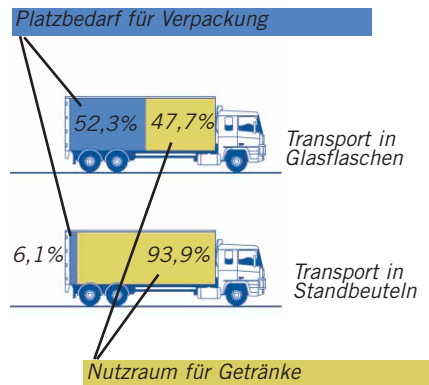 Platzbedarf für Verpackung
52,3% 47,7%
Transport in
Glasflaschen
6,1% 93,9%
Transport in
Standbeuteln
Nutzraum für Getränke